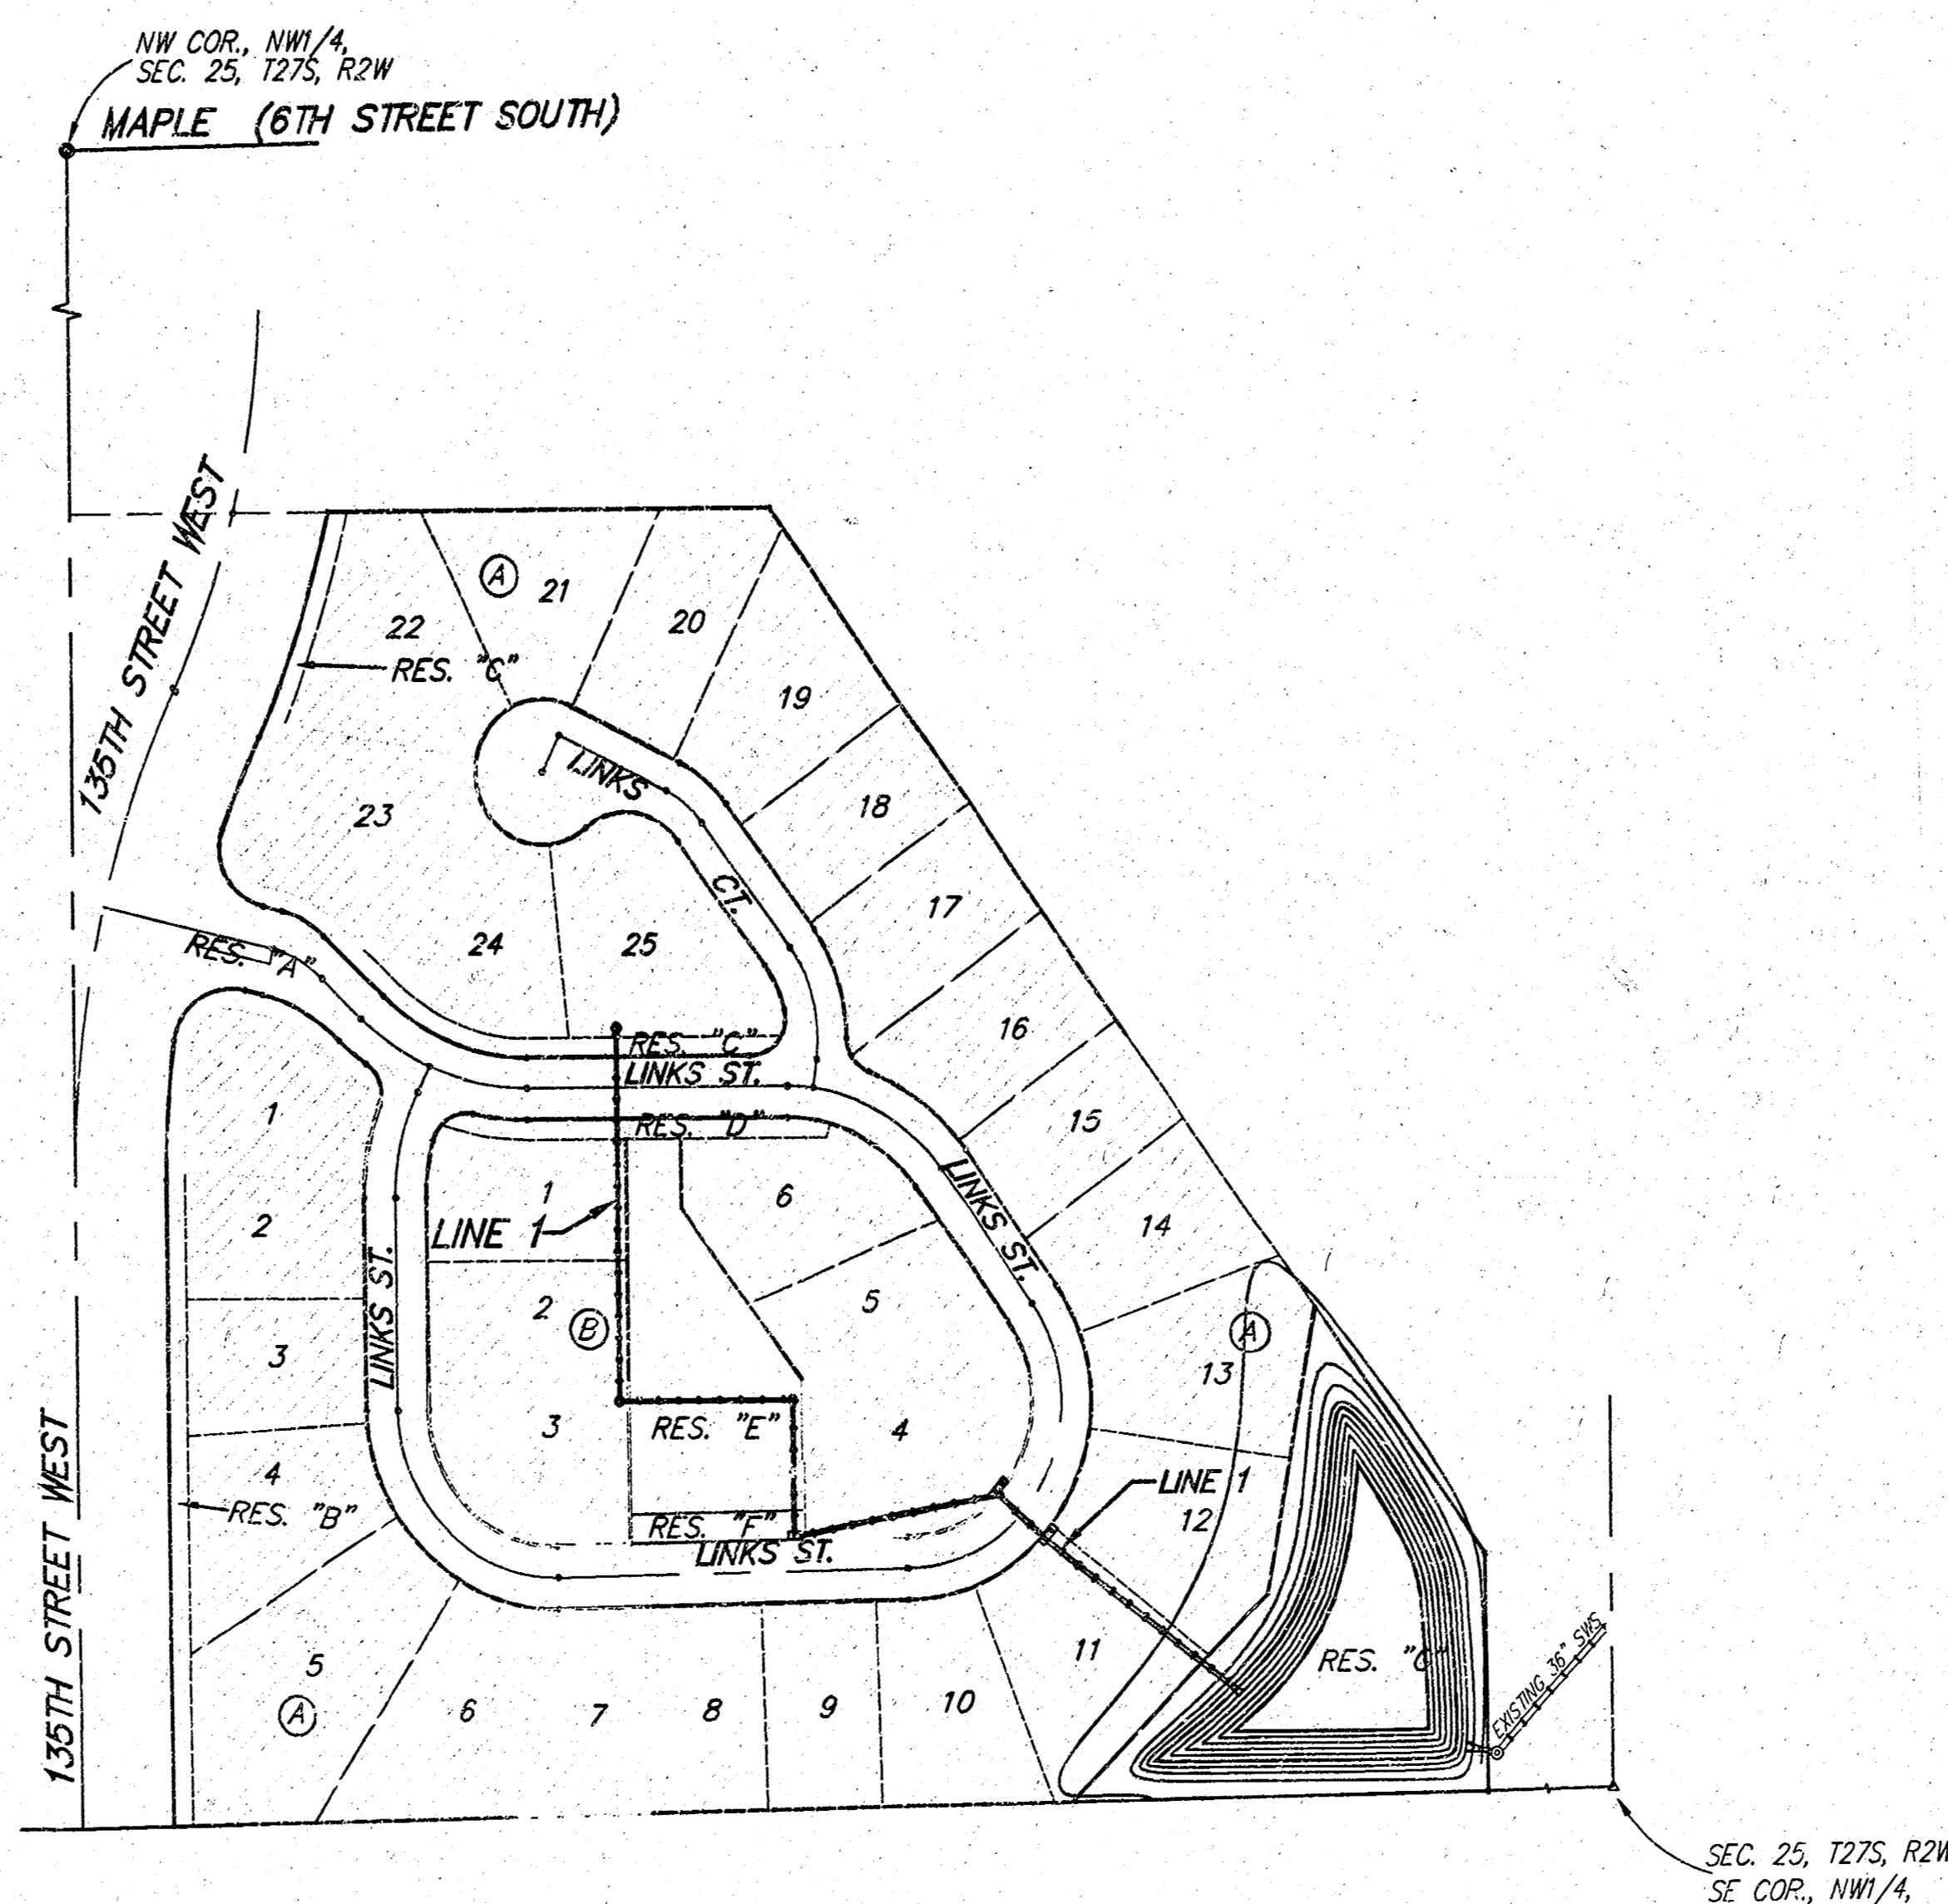 NW COR., NW1/4,
SEC. 25, T27S, R2W
MAPLE (6TH STREET SOUTH)
135TH STREET WEST
A
21
22
20
RES. "C"
19
LINKS
23
18
CT.
17
24
25
RES. "A"
16
RES. "C"
LINKS ST.
1
RES. "D"
15
LINKS ST.
1
6
2
LINE 1
14
LINKS ST.
2
5
B
A
3
13
3
RES. "E"
4
4
LINE 1
RES. "B"
12
RES. "F"
LINKS ST.
135TH STREET WEST
5
11
RES. "G"
EXISTING 36" SWS
A
6
7
8
9
10
SEC. 25, T27S, R2W
SE COR., NW1/4,